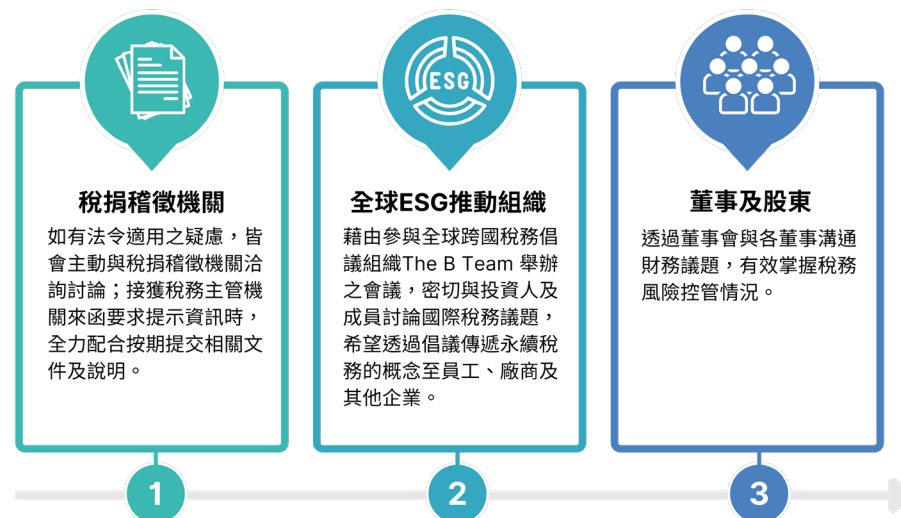 稅捐稽徵機關
如有法令適用之疑慮，皆
會主動與稅捐稽徵機關洽
詢討論；接獲稅務主管機
關來函要求提示資訊時，
全力配合按期提交相關文
件及說明。
1
ESG
全球ESG推動組織
藉由參與全球跨國稅務倡
議組織The B Team 舉辦
之會議，密切與投資人及
成員討論國際稅務議題，
希望透過倡議傳遞永續稅
務的概念至員工、廠商及
其他企業。
2
董事及股東
透過董事會與各董事溝通
財務議題，有效掌握稅務
風險控管情況。
3